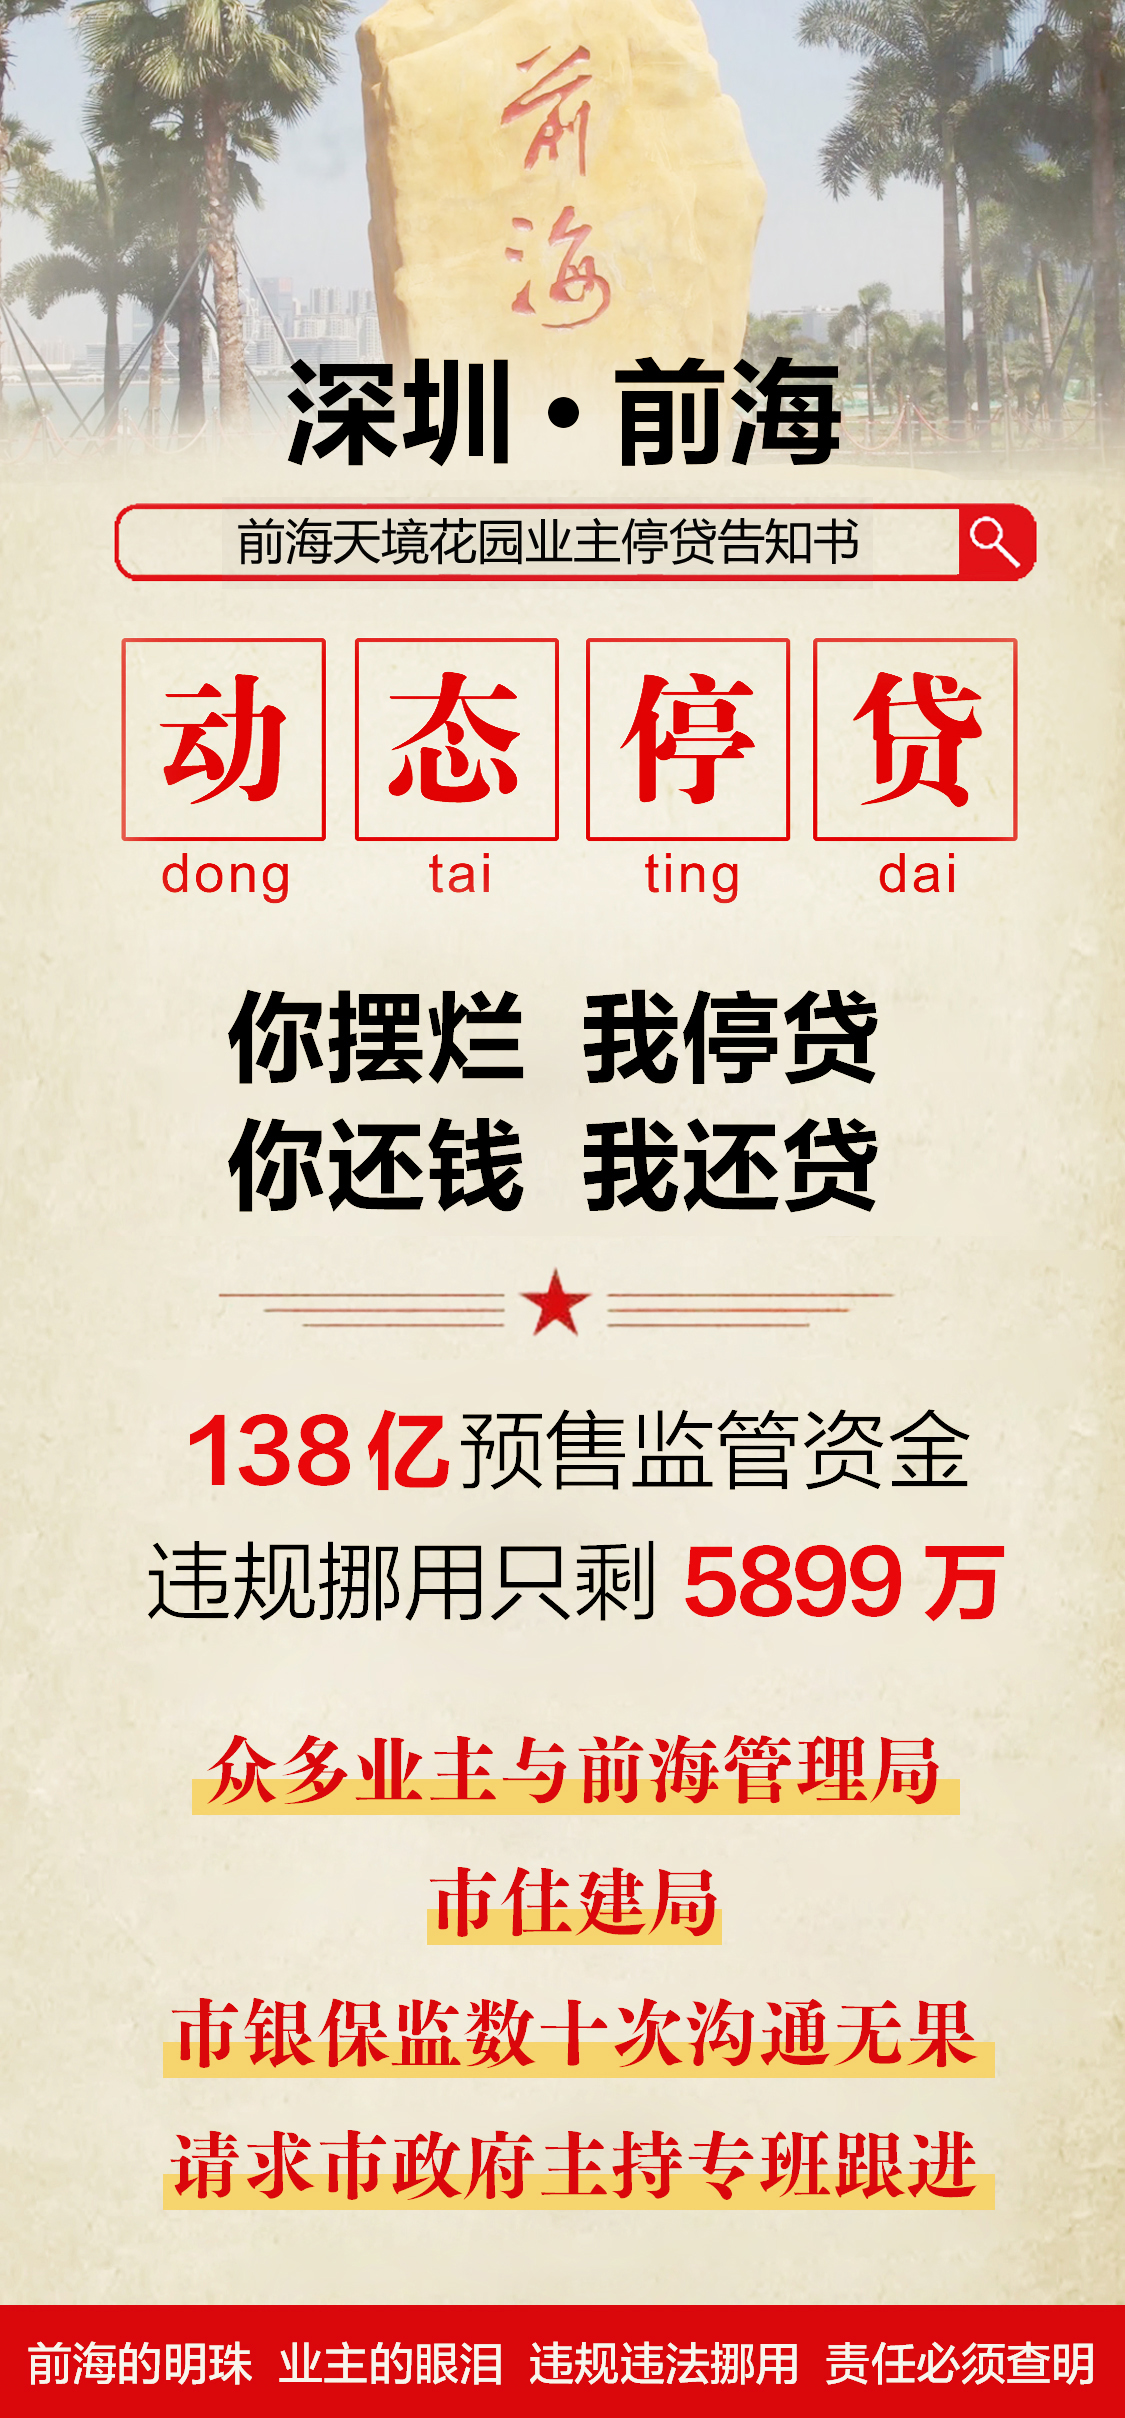 前海
深圳·前海
前海天境花园业主停贷告知书
动态停贷
dong tai ting dai
你摆烂 我停贷
你还钱 我还贷
138亿预售监管资金
违规挪用只剩5899万
众多业主与前海管理局
市住建局
市银保监数十次沟通无果
请求市政府主持专班跟进
前海的明珠 业主的眼泪 违规违法挪用 责任必须查明